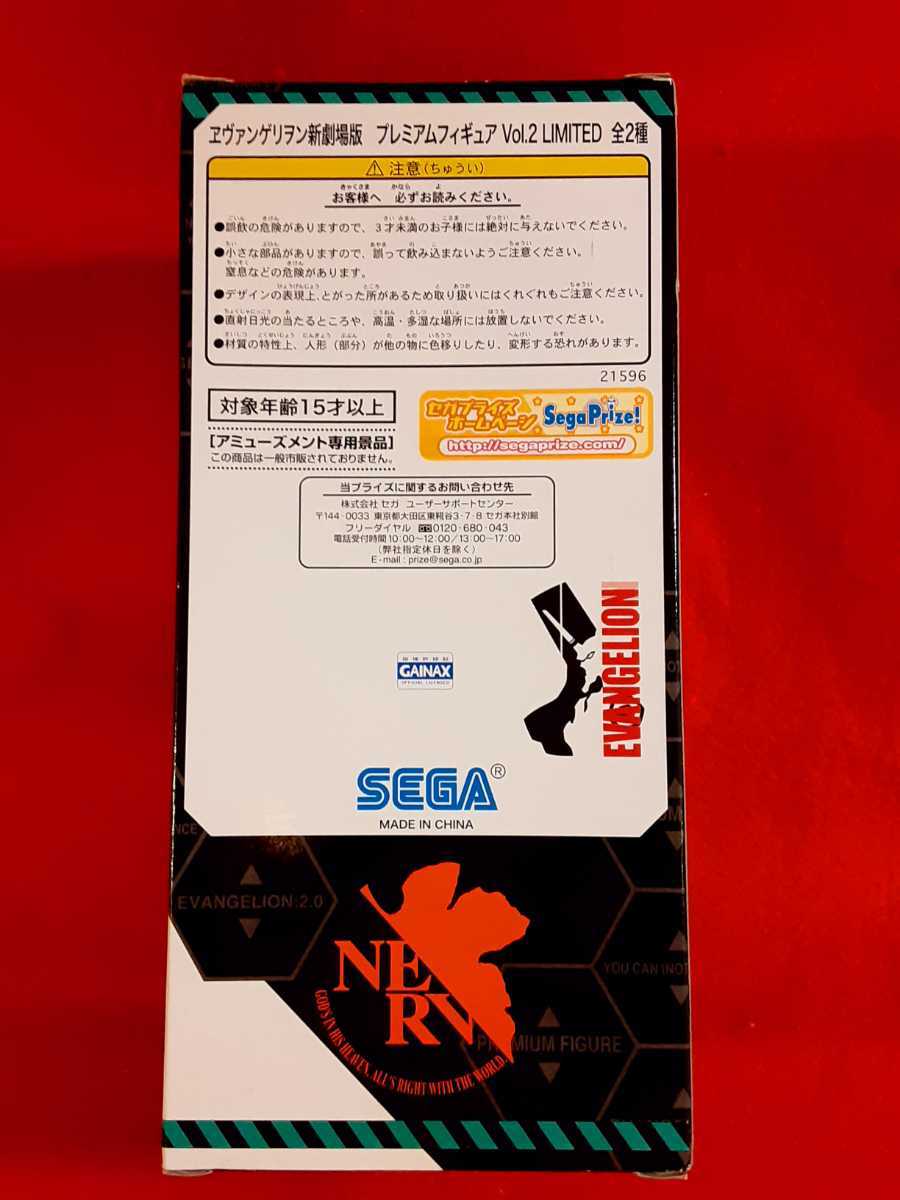 ヱヴァンゲリヲン新劇場版 プレミアムフィギュア Vol.2 LIMITED 全2種
⚠ 注意(ちゅうい)
お客様へ 必ずお読みください。
●誤飲の危険がありますので、3才未満のお子様には絶対に与えないでください。
●小さな部品がありますので、誤って飲み込まないようご注意ください。
窒息などの危険があります。
●デザインの表現上、とがった所があるため取り扱いにはくれぐれもご注意ください。
●直射日光の当たるところや、高温・多湿な場所には放置しないでください。
●材質の特性上、人形(部分)が他の物に色移りしたり、変形する恐れがあります。
21596
対象年齢15才以上
[アミューズメント専用景品]
この商品は一般市販されておりません。
セガプライズ
ホームページ
SegaPrize!
http://segaprize.com/
当プライズに関するお問い合わせ先
株式会社 セガ ユーザーサポートセンター
〒144-0033 東京都大田区東糀谷3-7-8 セガ本社別館
フリーダイヤル 0120-680-043
電話受付時間 10:00~12:00/13:00~17:00
(弊社指定休日を除く)
E-mail:prize@sega.co.jp
EVANGELION
GAINAX
OFFICIAL LICENSED
SEGA®
MADE IN CHINA
NCE
EVANGELION:2.0
NERV
GOD'S IN HIS HEAVEN, ALL'S RIGHT WITH THE WORLD.
YOU CAN (NOT
MIUM FIGURE